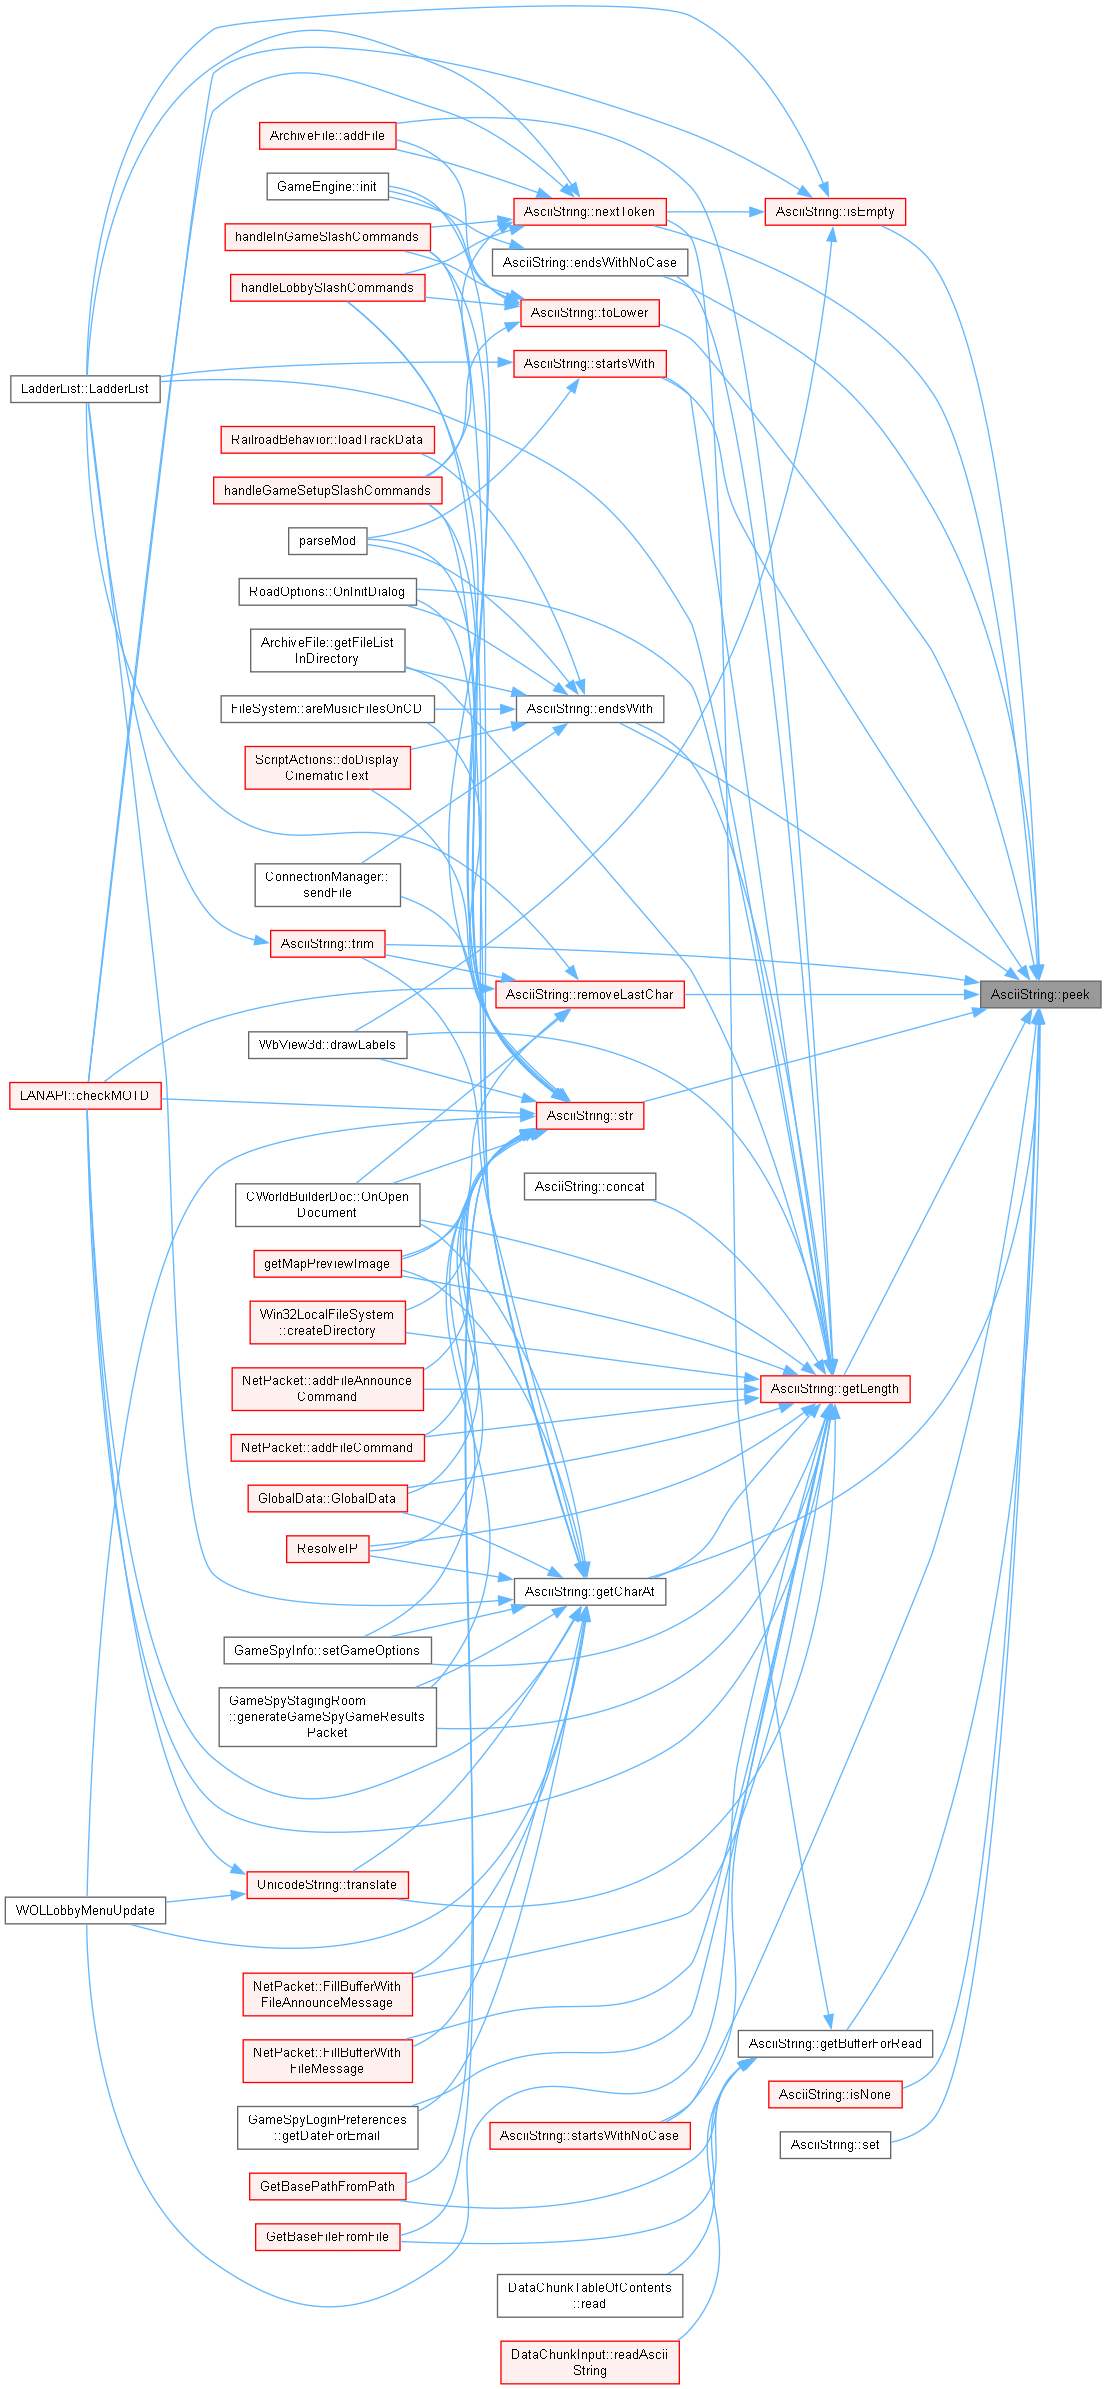 ArchiveFile::addFile
GameEngine::init
AsciiString::nextToken
AsciiString::isEmpty
handleInGameSlashCommands
AsciiString::endsWithNoCase
handleLobbySlashCommands
AsciiString::toLower
AsciiString::startsWith
LadderList::LadderList
RailroadBehavior::loadTrackData
handleGameSetupSlashCommands
parseMod
RoadOptions::OnInitDialog
ArchiveFile::getFileList
InDirectory
FileSystem::areMusicFilesOnCD
AsciiString::endsWith
ScriptActions::doDisplay
CinematicText
ConnectionManager::
sendFile
AsciiString::trim
AsciiString::removeLastChar
AsciiString::peek
WbView3d::drawLabels
LANAPI::checkMOTD
AsciiString::str
AsciiString::concat
CWorldBuilderDoc::OnOpen
Document
getMapPreviewImage
Win32LocalFileSystem
::createDirectory
NetPacket::addFileAnnounce
Command
AsciiString::getLength
NetPacket::addFileCommand
GlobalData::GlobalData
ResolveIP
AsciiString::getCharAt
GameSpyInfo::setGameOptions
GameSpyStagingRoom
::generateGameSpyGameResults
Packet
UnicodeString::translate
WOLLobbyMenuUpdate
NetPacket::FillBufferWith
FileAnnounceMessage
NetPacket::FillBufferWith
FileMessage
AsciiString::getBufferForRead
AsciiString::isNone
GameSpyLoginPreferences
::getDateForEmail
AsciiString::startsWithNoCase
AsciiString::set
GetBasePathFromPath
GetBaseFileFromFile
DataChunkTableOfContents
::read
DataChunkInput::readAscii
String